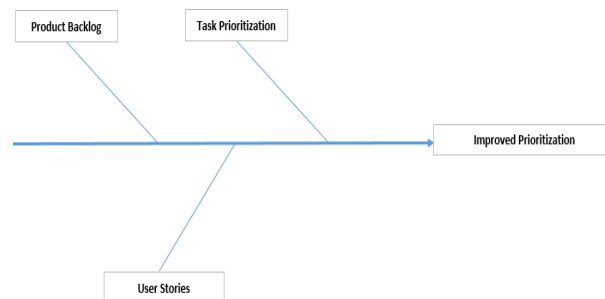 Product Backlog
Task Prioritization
Improved Prioritization
User Stories